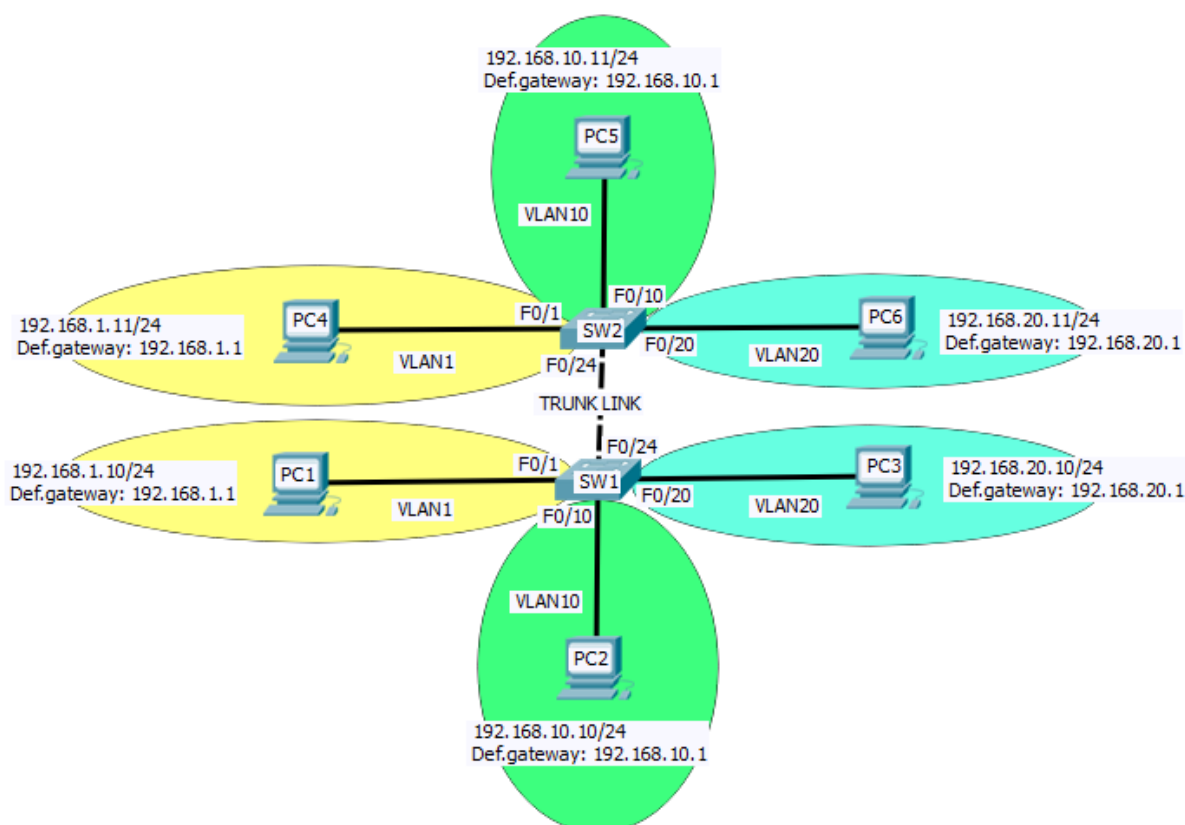 192.168.10.11/24
Def.gateway: 192.168.10.1
PC5
VLAN10
F0/10
F0/1
SW2
F0/20
F0/24
PC4
192.168.1.11/24
Def.gateway: 192.168.1.1
VLAN1
PC6
192.168.20.11/24
Def.gateway: 192.168.20.1
VLAN20
TRUNK LINK
F0/24
F0/1
SW1
F0/20
F0/10
PC1
192.168.1.10/24
Def.gateway: 192.168.1.1
VLAN1
PC3
192.168.20.10/24
Def.gateway: 192.168.20.1
VLAN20
VLAN10
PC2
192.168.10.10/24
Def.gateway: 192.168.10.1